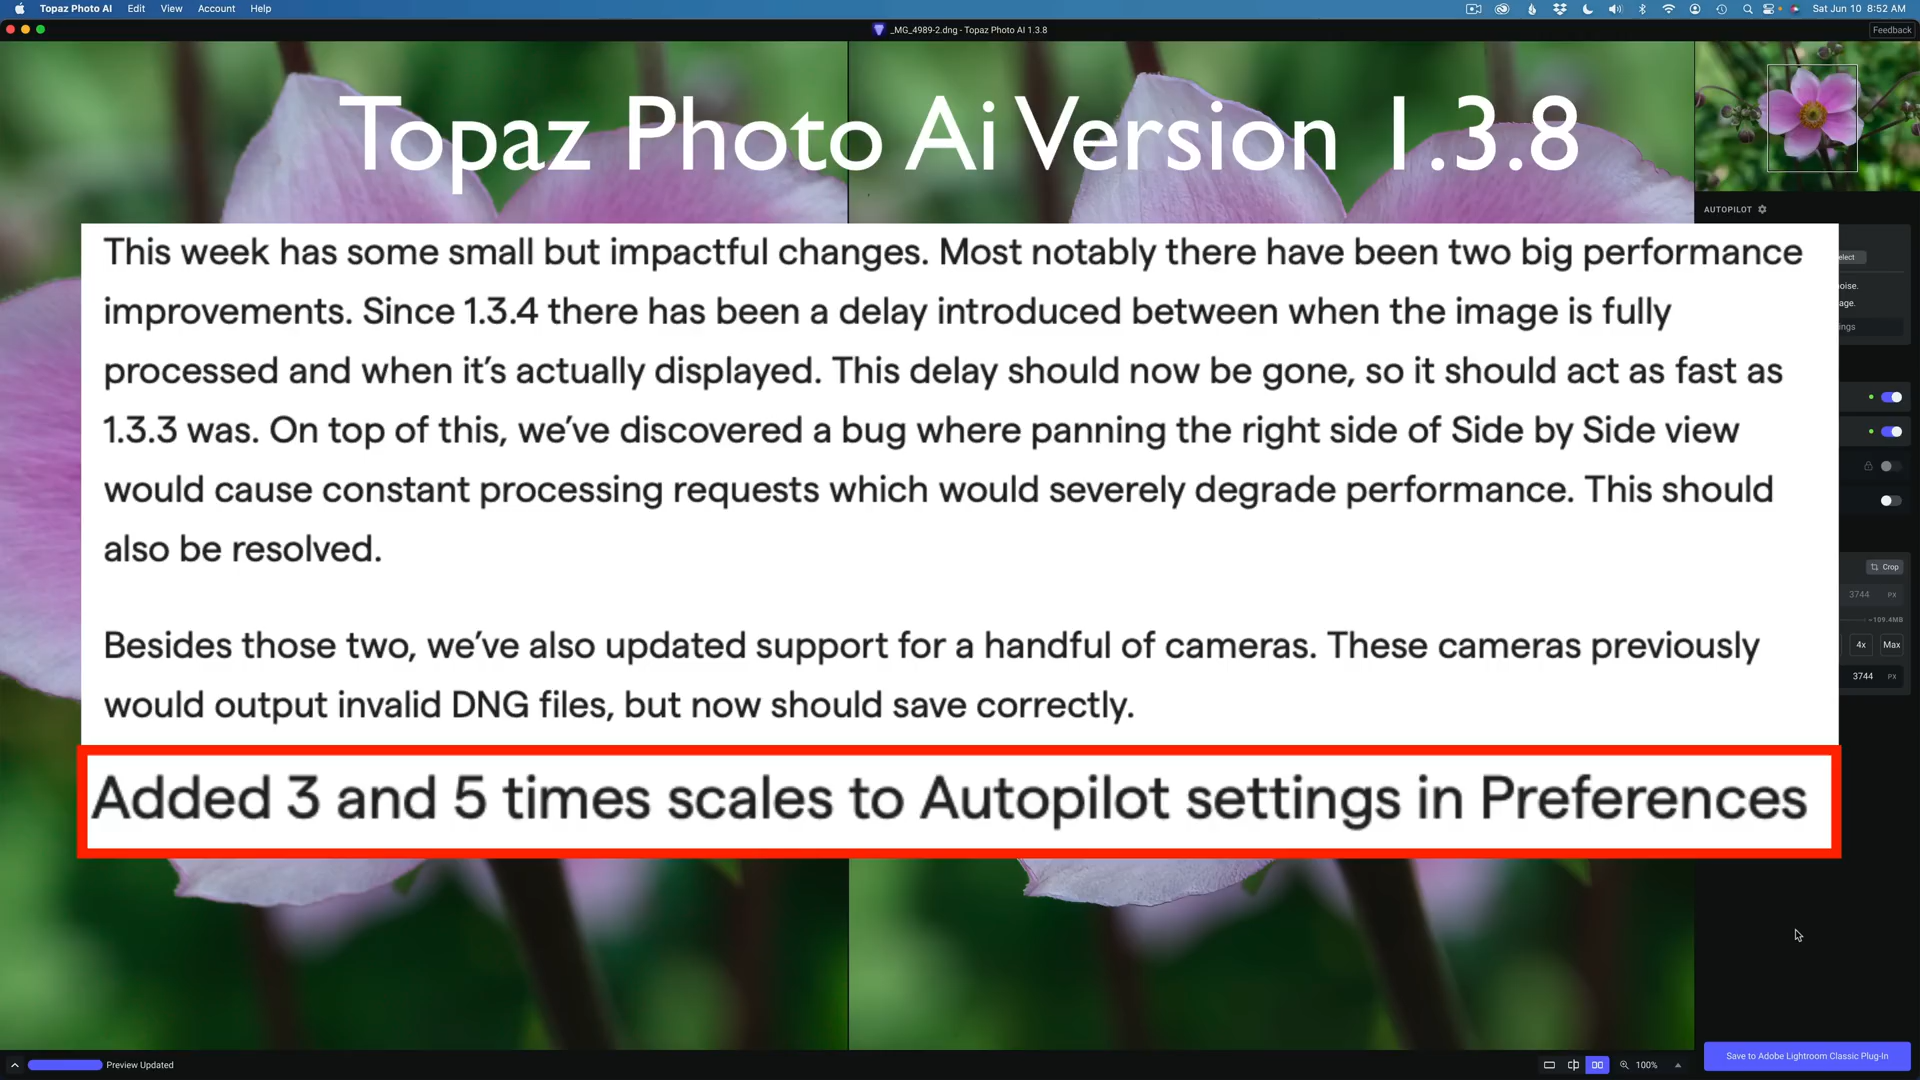 Topaz Photo AI Edit View Account Help Sat Jun 10 8:52 AM
_MG_4989-2.dng - Topaz Photo AI 1.3.8
Feedback
Topaz Photo Ai Version 1.3.8
AUTOPILOT
This week has some small but impactful changes. Most notably there have been two big performance
improvements. Since 1.3.4 there has been a delay introduced between when the image is fully
processed and when it's actually displayed. This delay should now be gone, so it should act as fast as
1.3.3 was. On top of this, we've discovered a bug where panning the right side of Side by Side view
would cause constant processing requests which would severely degrade performance. This should
also be resolved.
Besides those two, we've also updated support for a handful of cameras. These cameras previously
would output invalid DNG files, but now should save correctly.
Added 3 and 5 times scales to Autopilot settings in Preferences
Crop
3744 PX
~109.4MB
4x Max
3744 PX
Preview Updated
100%
Save to Adobe Lightroom Classic Plug-In